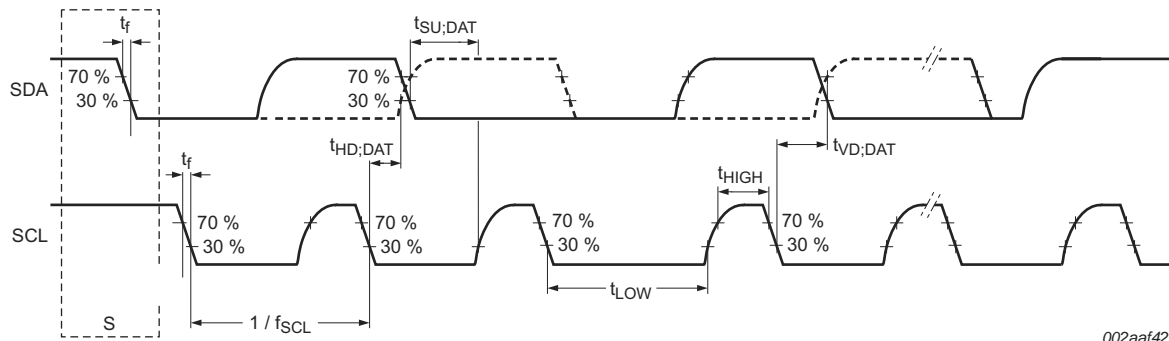 tf
tSU;DAT
70 %
30 %
SDA
70 %
30 %
tHD;DAT
tf
tVD;DAT
tHIGH
SCL
70 %
30 %
70 %
30 %
70 %
30 %
70 %
30 %
tLOW
S
1 / fSCL
002aaf42